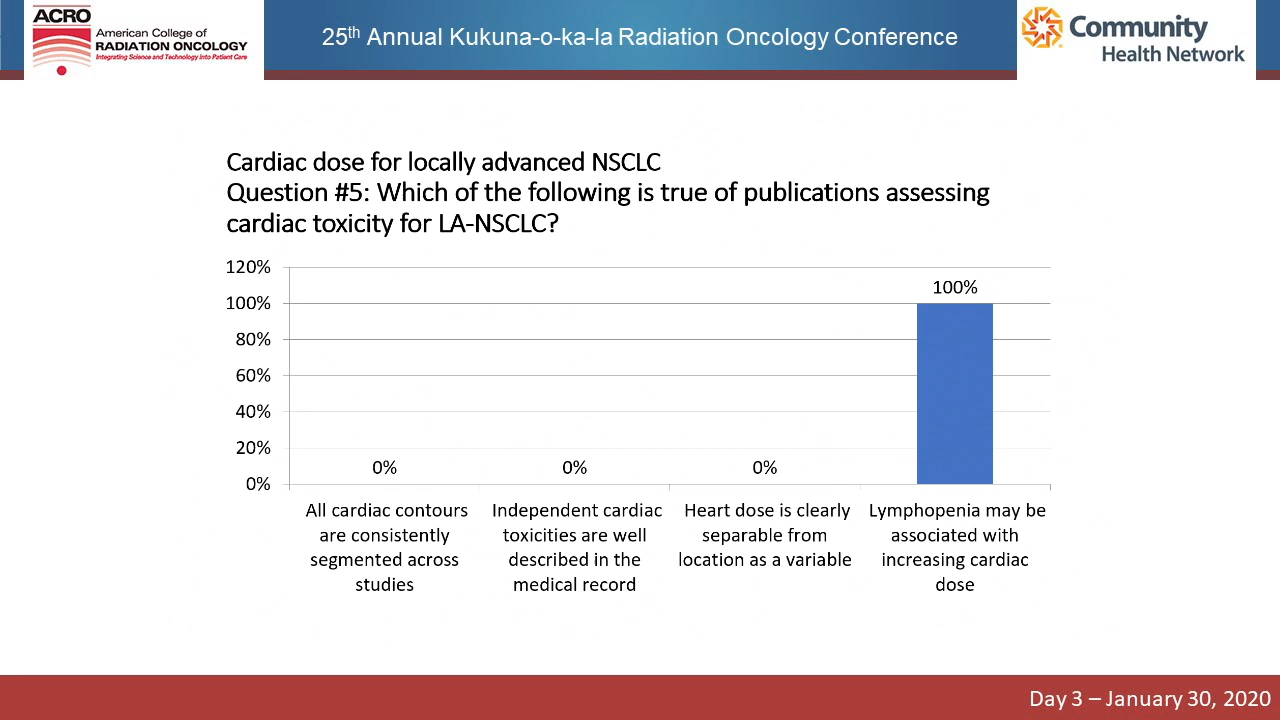 ACRO
American College of
RADIATION ONCOLOGY
Integrating Science and Technology Into Patient Care
25th Annual Kukuna-o-ka-la Radiation Oncology Conference
Community
Health Network
Cardiac dose for locally advanced NSCLC
Question #5: Which of the following is true of publications assessing
cardiac toxicity for LA-NSCLC?
120%
100%
80%
60%
40%
20%
0%
0%
0%
0%
100%
All cardiac contours
are consistently
segmented across
studies
Independent cardiac
toxicities are well
described in the
medical record
Heart dose is clearly
separable from
location as a variable
Lymphopenia may be
associated with
increasing cardiac
dose
Day 3 – January 30, 2020